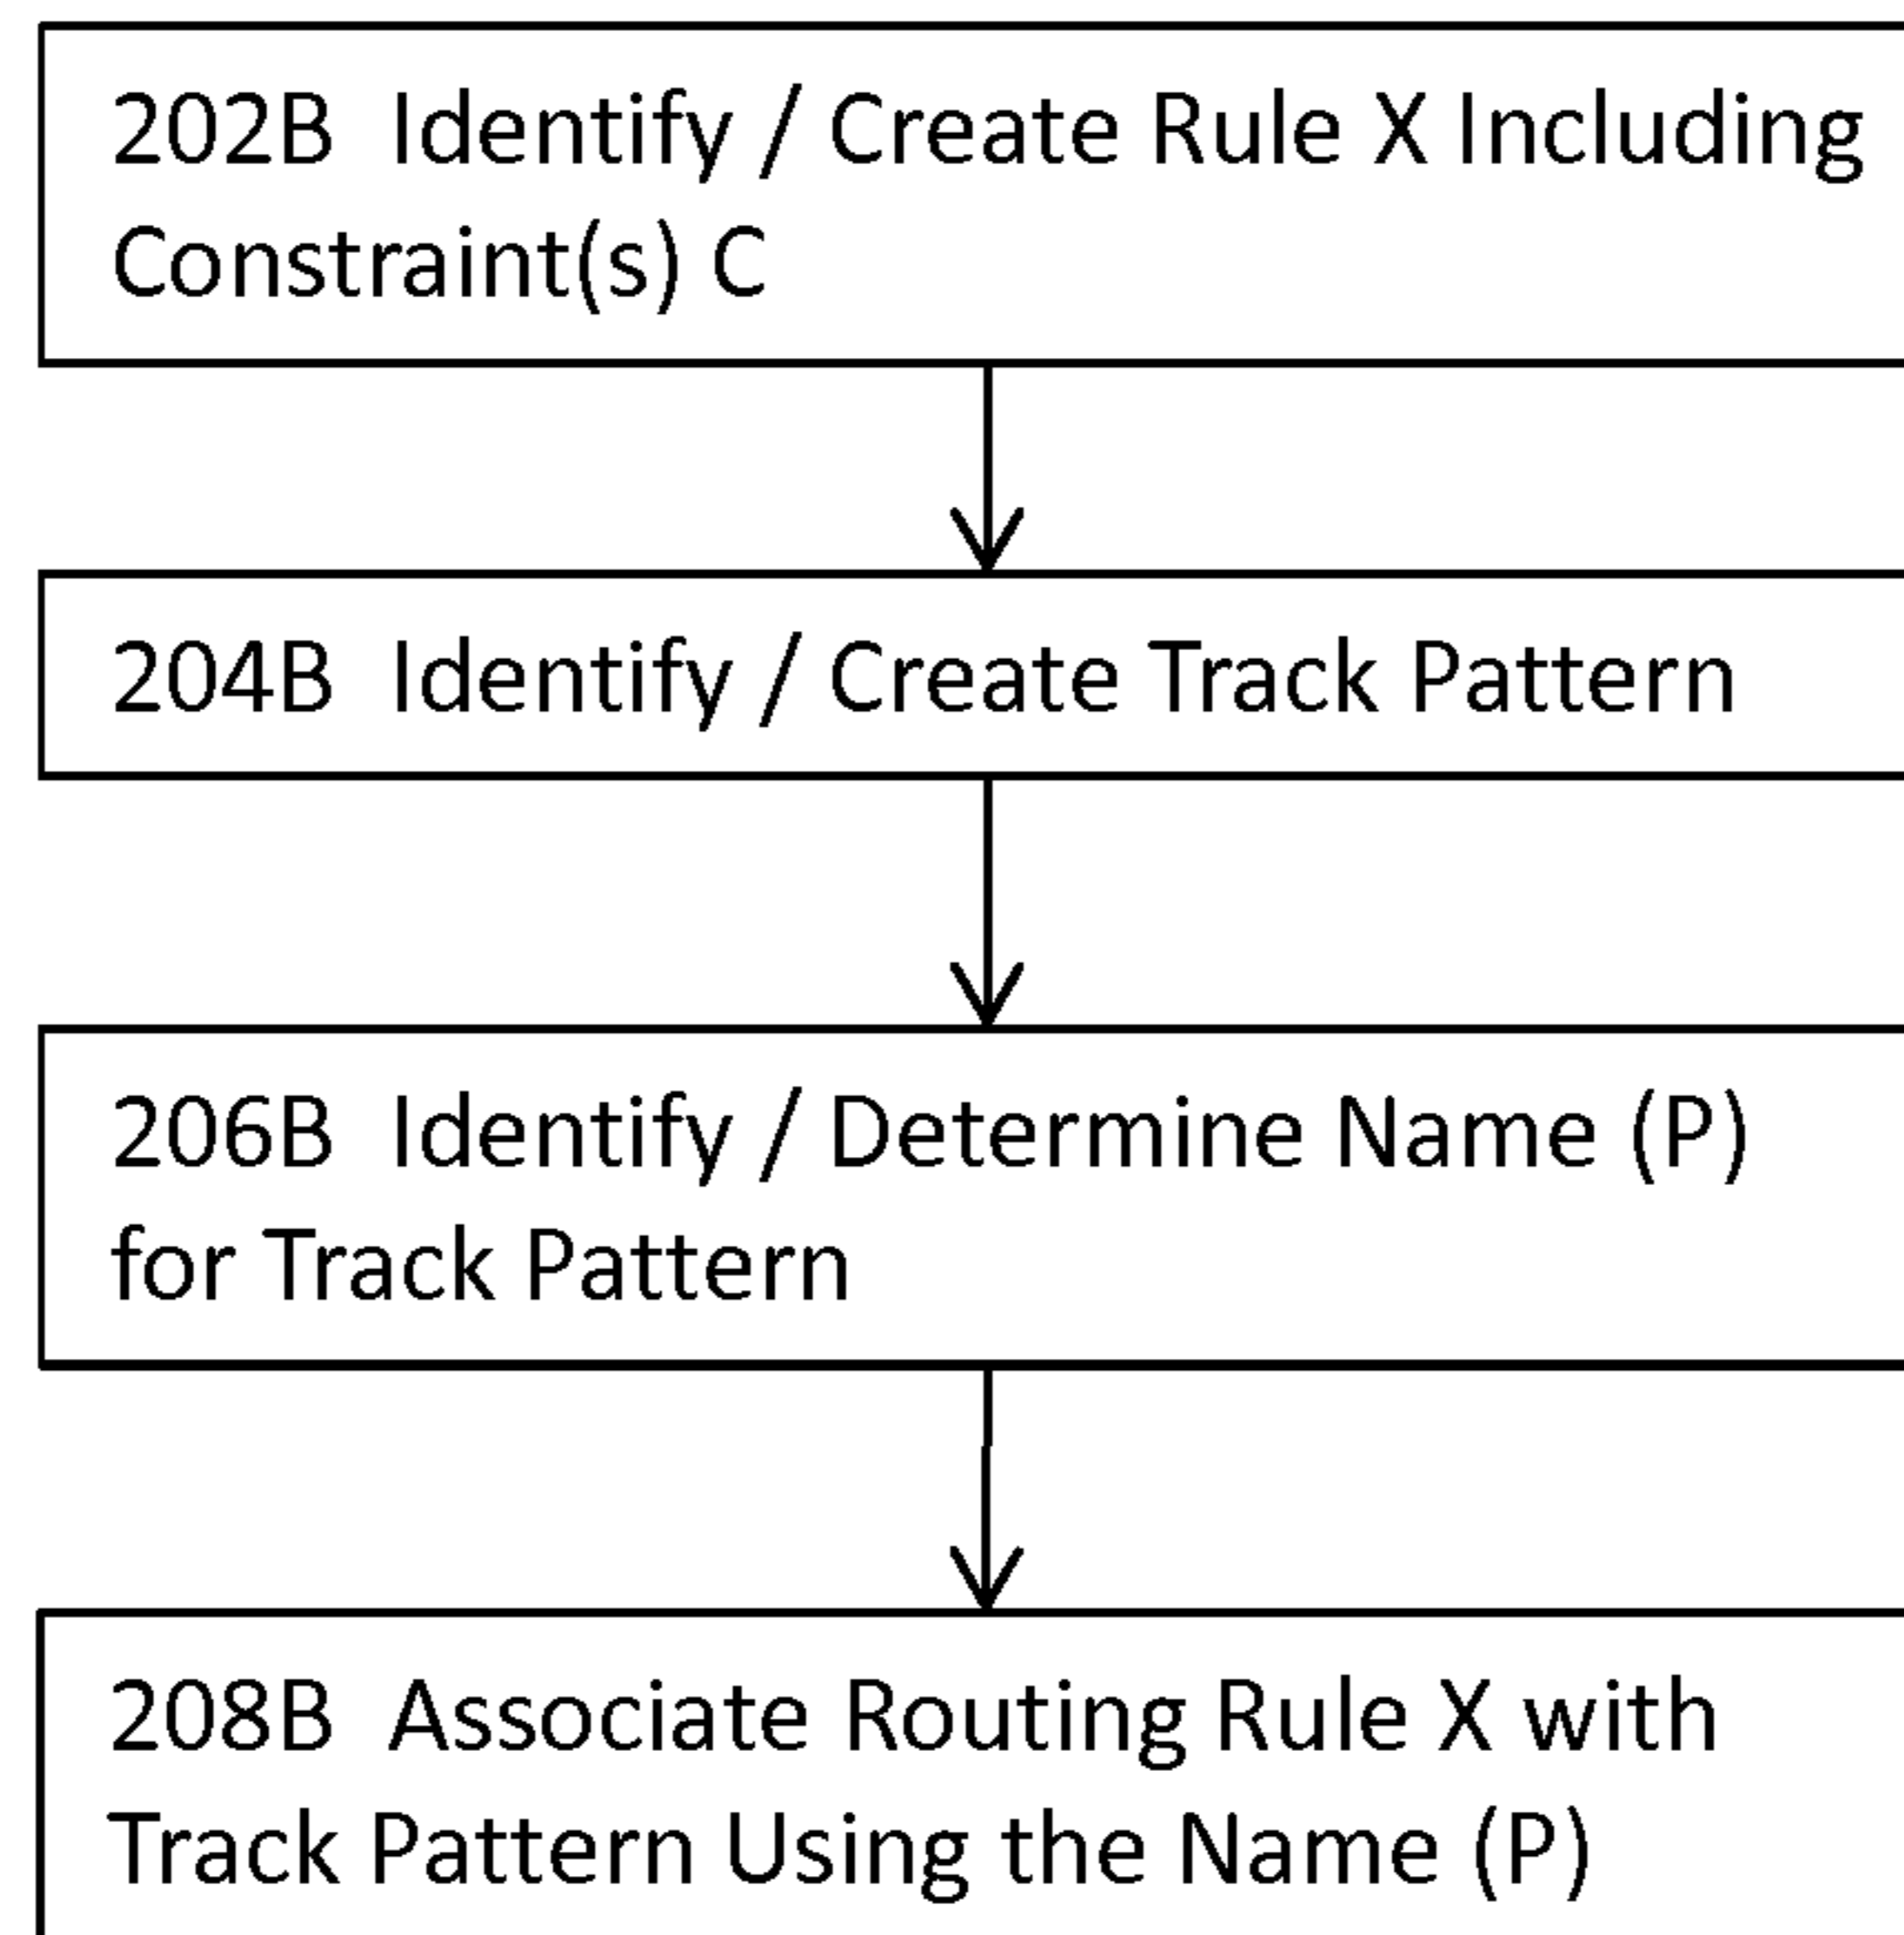 202B Identify / Create Rule X Including
Constraint(s) C
204B Identify / Create Track Pattern
206B Identify / Determine Name (P)
for Track Pattern
208B Associate Routing Rule X with
Track Pattern Using the Name (P)